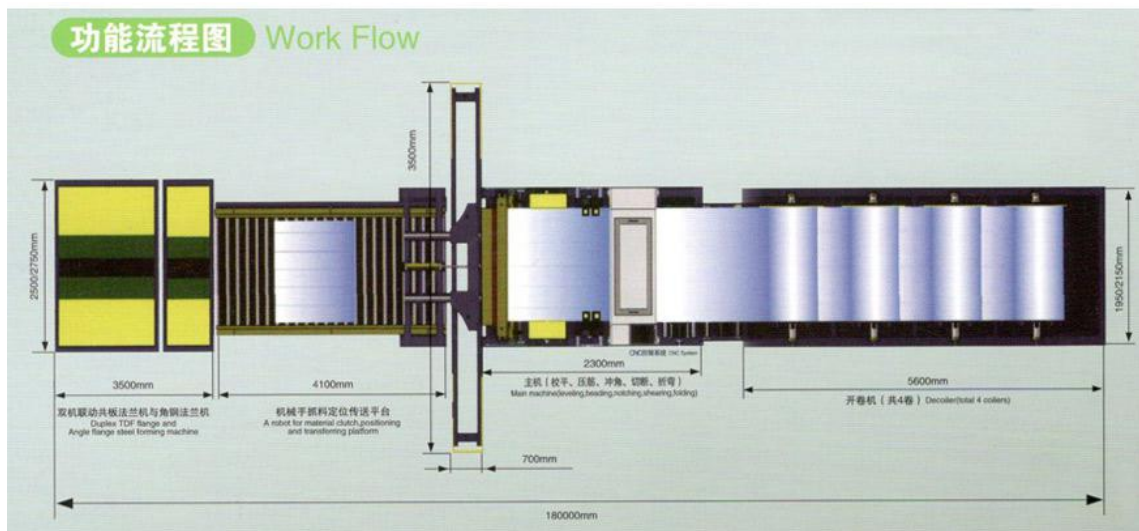 功能流程图 Work Flow
3500mm
2500/2750mm
1950/2150mm
CNC控制系统 CNC System
3500mm
4100mm
2300mm
5600mm
双机联动共板法兰机与角钢法兰机
Duplex TDF flange and
Angle flange steel forming machine
机械手抓料定位传送平台
A robot for material clutch,positioning
and transferring platform
主机（校平、压筋、冲角、切断、折弯）
Main machine(leveling,beading,notching,shearing,folding)
开卷机（共4卷） Decoiler(total 4 coilers)
700mm
180000mm